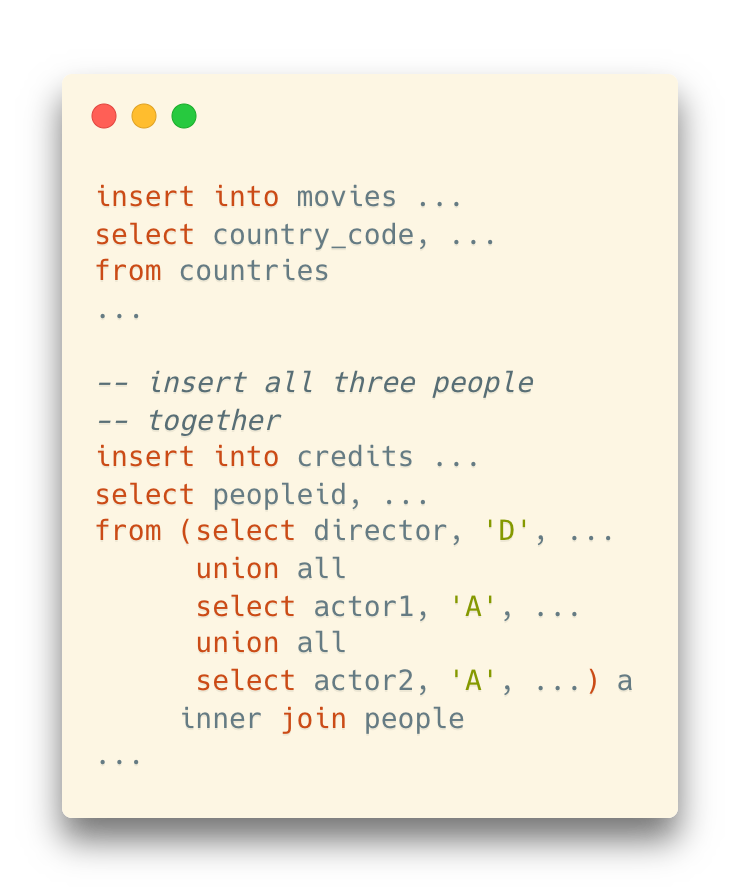 insert into movies ...
select country_code, ...
from countries
...
-- insert all three people
-- together
insert into credits ...
select peopleid, ...
from (select director, 'D', ...
union all
select actor1, 'A', ...
union all
select actor2, 'A', ...) a
inner join people
...